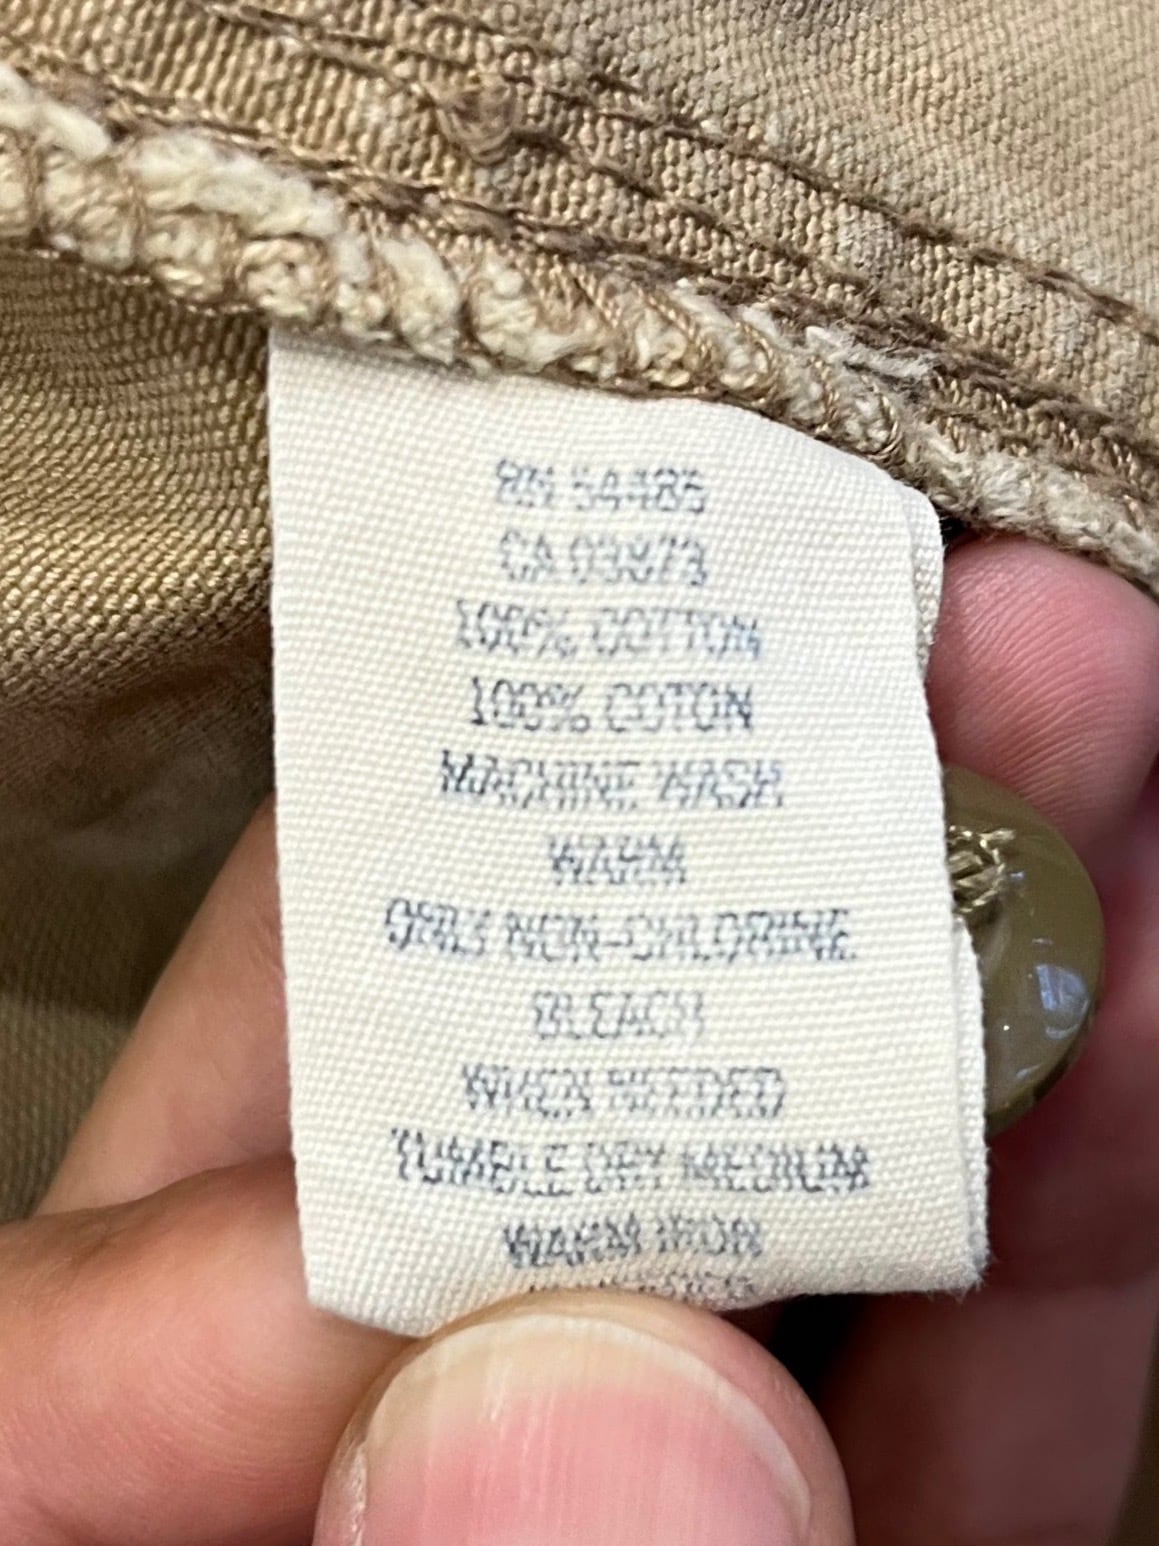 RN 54485
CA 03873
100% COTTON
100% COTON
MACHINE WASH
WARM
ONLY NON-CHLORINE
BLEACH
WHEN NEEDED
TUMBLE DRY MEDIUM
WARM IRON